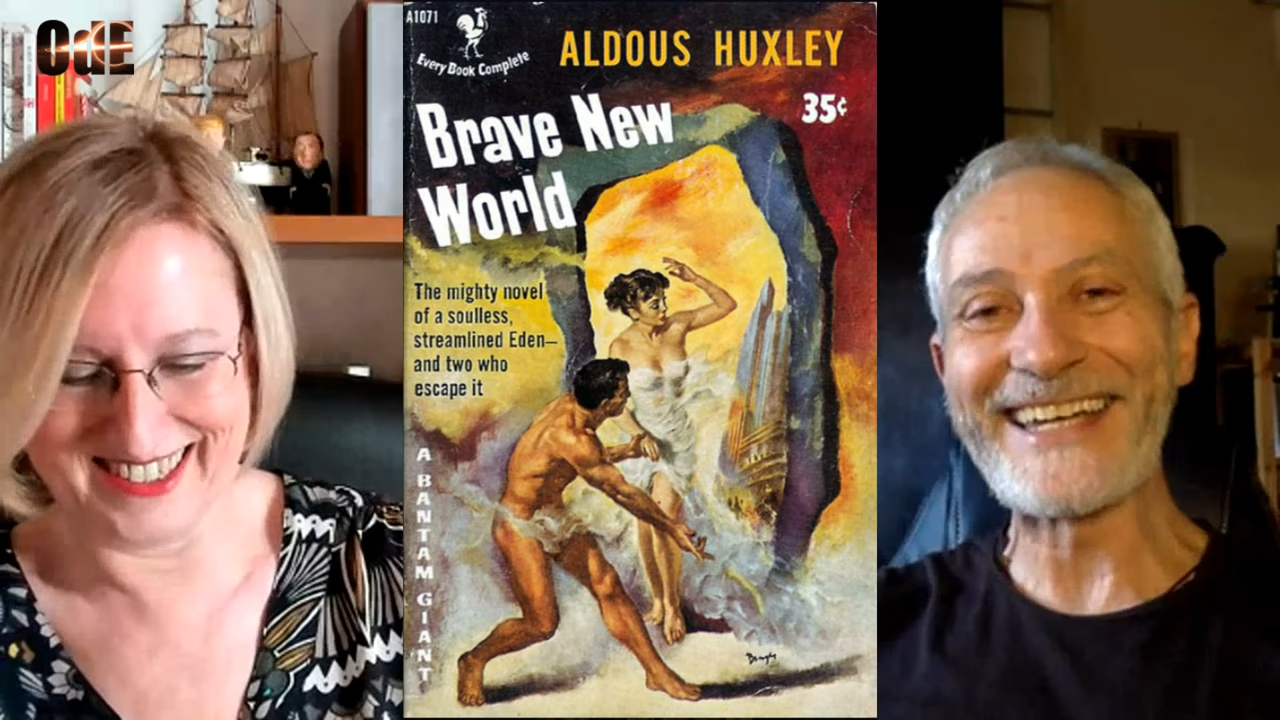 OdE
A1071
Every Book Complete
ALDOUS HUXLEY
35¢
Brave New
World
The mighty novel
of a soulless,
streamlined Eden—
and two who
escape it
A BANTAM GIANT